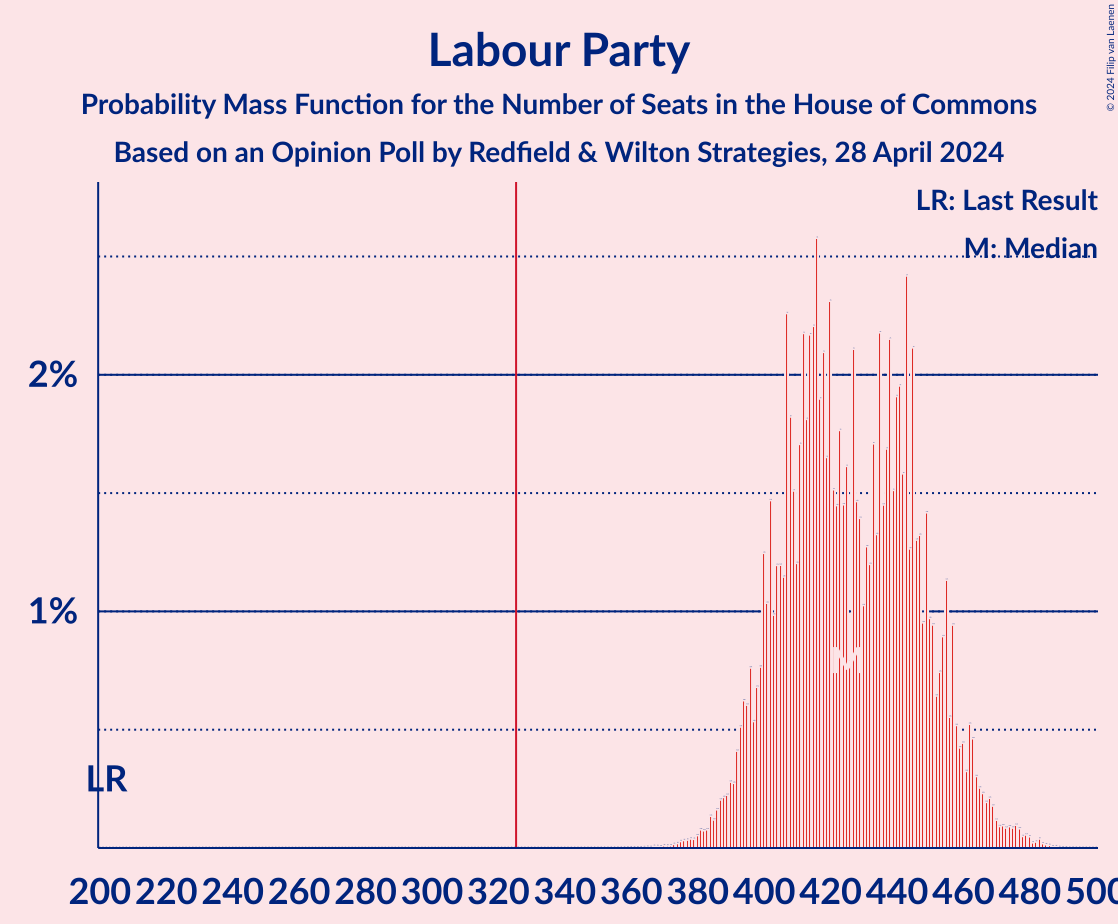 Labour Party
Probability Mass Function for the Number of Seats in the House of Commons
Based on an Opinion Poll by Redfield & Wilton Strategies, 28 April 2024
© 2024 Filip van Laenen
LR: Last Result
M: Median
2%
1%
LR
M
200 220 240 260 280 300 320 340 360 380 400 420 440 460 480 500